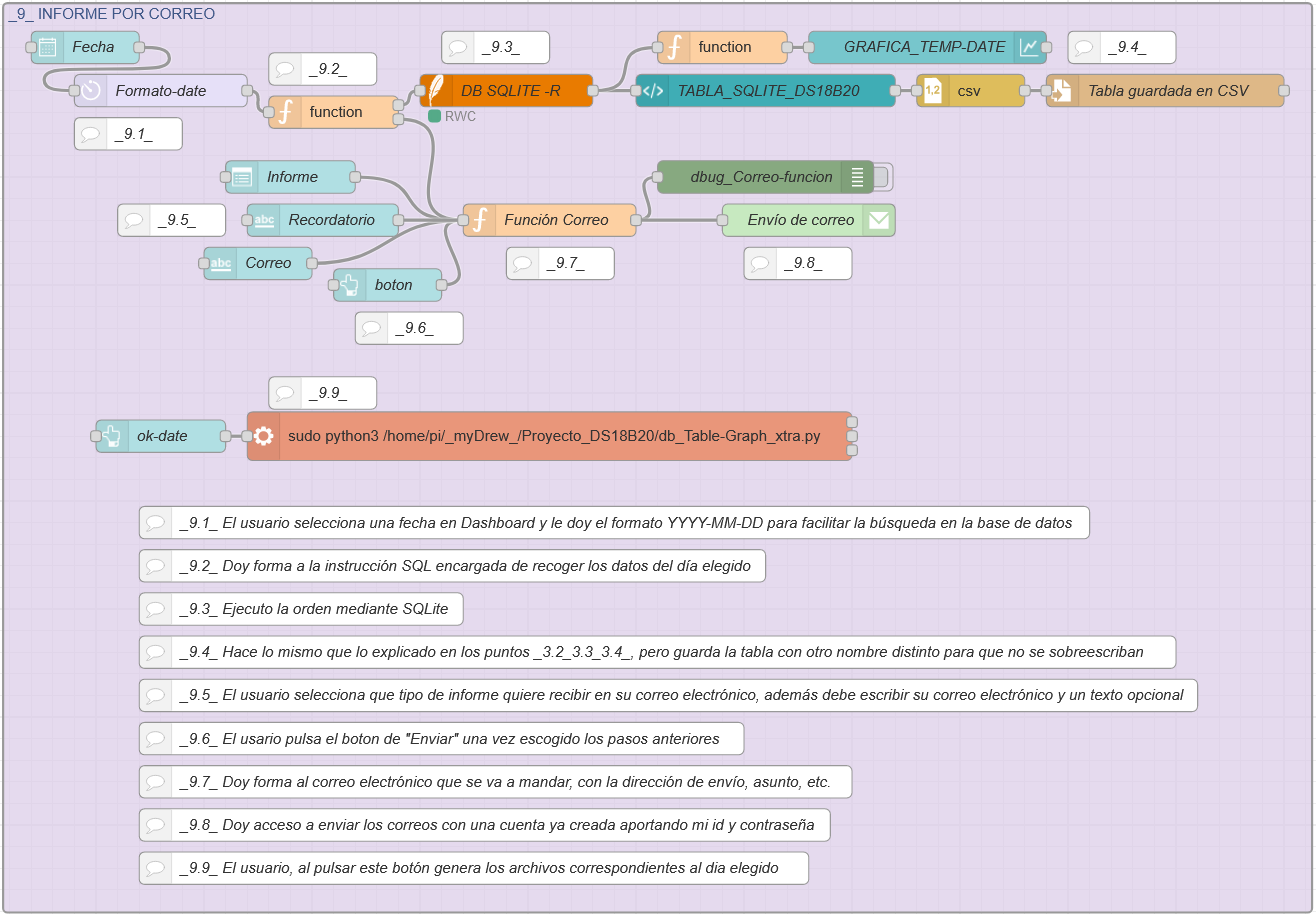 _9_ INFORME POR CORREO
Fecha
_9.3_
function
GRAFICA_TEMP-DATE
_9.4_
Formato-date
_9.2_
DB SQLITE -R
TABLA_SQLITE_DS18B20
1,2
csv
Tabla guardada en CSV
function
RWC
_9.1_
Informe
dbug_Correo-funcion
_9.5_
abc
Recordatorio
Función Correo
Envío de correo
abc
Correo
_9.7_
_9.8_
boton
_9.6_
_9.9_
ok-date
sudo python3 /home/pi/_myDrew_/Proyecto_DS18B20/db_Table-Graph_xtra.py
_9.1_ El usuario selecciona una fecha en Dashboard y le doy el formato YYYY-MM-DD para facilitar la búsqueda en la base de datos
_9.2_ Doy forma a la instrucción SQL encargada de recoger los datos del día elegido
_9.3_ Ejecuto la orden mediante SQLite
_9.4_ Hace lo mismo que lo explicado en los puntos _3.2_3.3_3.4_, pero guarda la tabla con otro nombre distinto para que no se sobreescriban
_9.5_ El usuario selecciona que tipo de informe quiere recibir en su correo electrónico, además debe escribir su correo electrónico y un texto opcional
_9.6_ El usario pulsa el boton de "Enviar" una vez escogido los pasos anteriores
_9.7_ Doy forma al correo electrónico que se va a mandar, con la dirección de envío, asunto, etc.
_9.8_ Doy acceso a enviar los correos con una cuenta ya creada aportando mi id y contraseña
_9.9_ El usuario, al pulsar este botón genera los archivos correspondientes al dia elegido